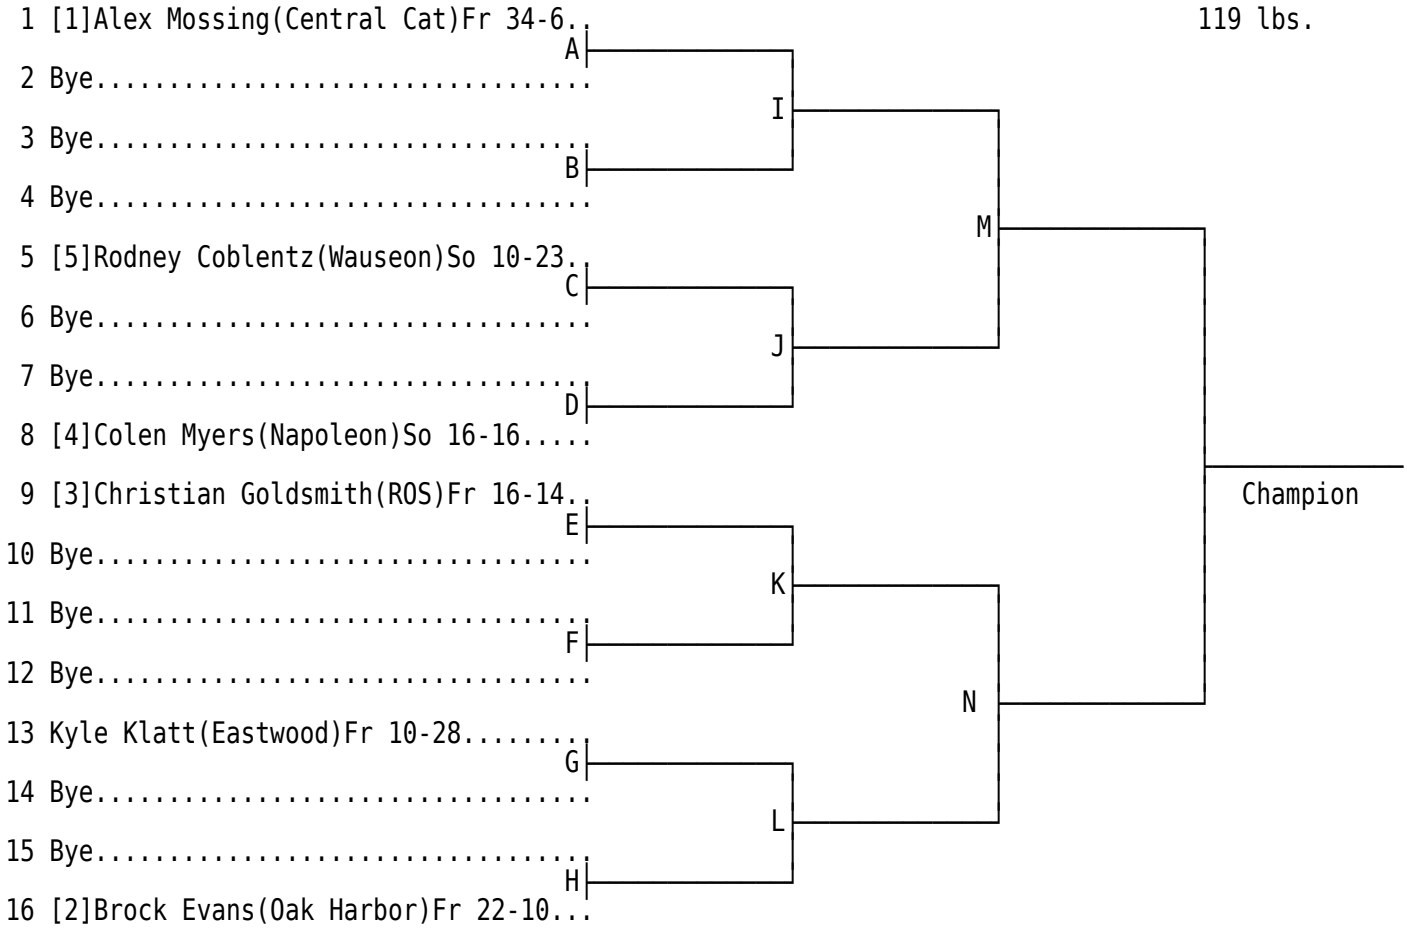 1 [1]Alex Mossing(Central Cat)Fr 34-6.. 119 lbs.
A
2 Bye..................................
I
3 Bye..................................
B
4 Bye..................................
M
5 [5]Rodney Coblentz(Wauseon)So 10-23..
C
6 Bye..................................
J
7 Bye..................................
D
8 [4]Colen Myers(Napoleon)So 16-16.....
9 [3]Christian Goldsmith(ROS)Fr 16-14.. Champion
E
10 Bye..................................
K
11 Bye..................................
F
12 Bye..................................
N
13 Kyle Klatt(Eastwood)Fr 10-28.........
G
14 Bye..................................
L
15 Bye..................................
H
16 [2]Brock Evans(Oak Harbor)Fr 22-10...